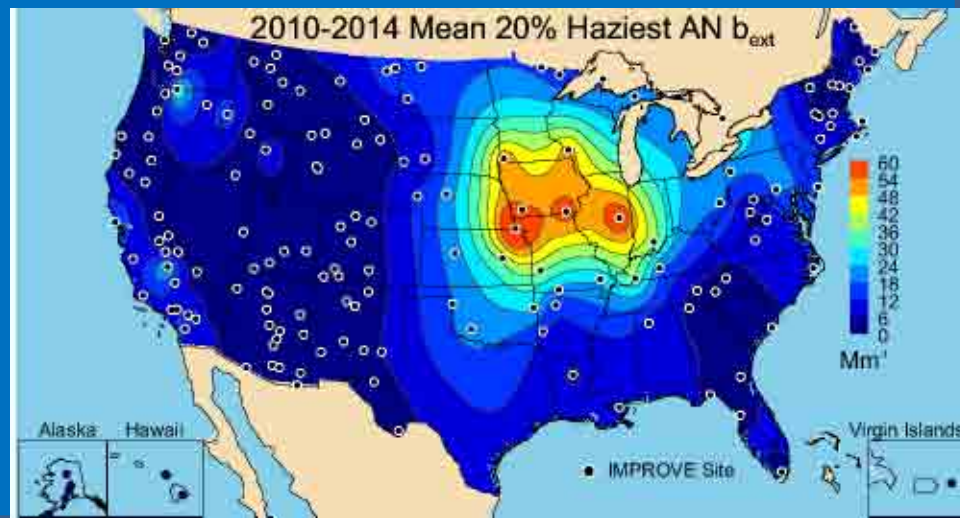 2010-2014 Mean 20% Haziest AN bext
60
54
48
42
36
30
24
18
12
6
0
Mm-1
Alaska
Hawaii
Virgin Islands
IMPROVE Site